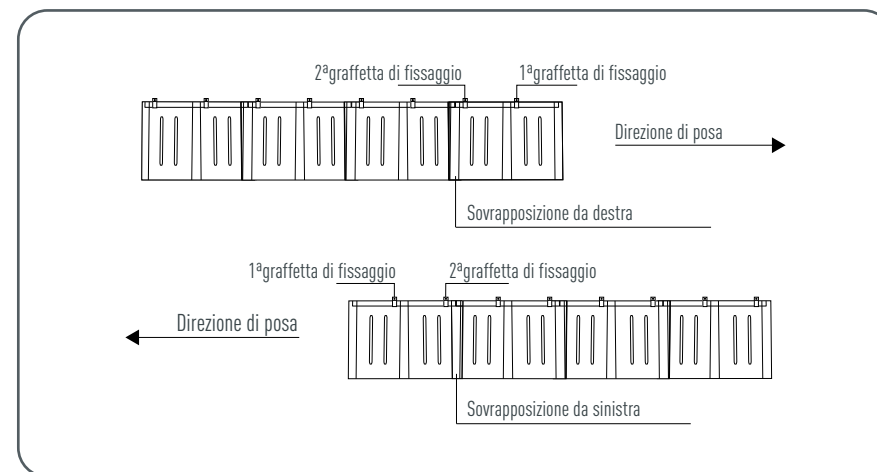 2ªgraffetta di fissaggio
1ªgraffetta di fissaggio
Direzione di posa
Sovrapposizione da destra
1ªgraffetta di fissaggio
2ªgraffetta di fissaggio
Direzione di posa
Sovrapposizione da sinistra